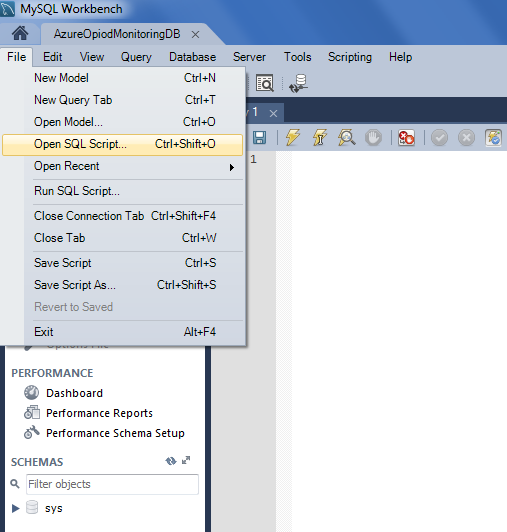 MySQL Workbench
AzureOpiodMonitoringDB ×
File Edit View Query Database Server Tools Scripting Help
New Model Ctrl+N
New Query Tab Ctrl+T
Open Model... Ctrl+O
Open SQL Script... Ctrl+Shift+O
Open Recent
Run SQL Script...
Close Connection Tab Ctrl+Shift+F4
Close Tab Ctrl+W
Save Script Ctrl+S
Save Script As... Ctrl+Shift+S
Revert to Saved
Exit Alt+F4
1 ×
1
Options File
PERFORMANCE
Dashboard
Performance Reports
Performance Schema Setup
SCHEMAS
Filter objects
sys